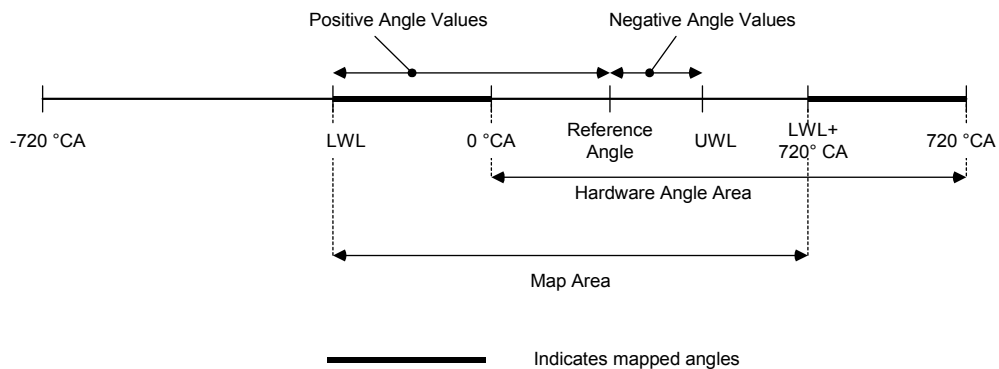 Positive Angle Values
Negative Angle Values
-720 °CA
LWL
0 °CA
Reference
Angle
UWL
LWL+
720° CA
720 °CA
Hardware Angle Area
Map Area
Indicates mapped angles